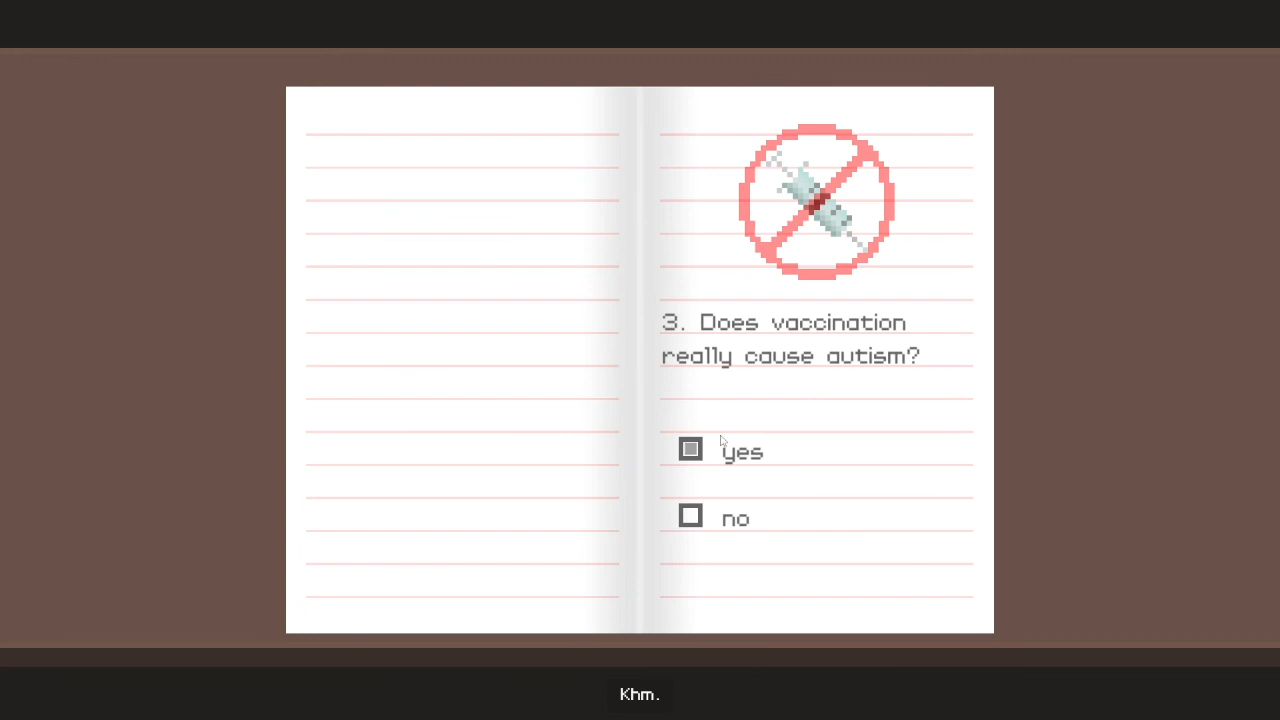 3. Does vaccination
really cause autism?
yes
no
Khm.